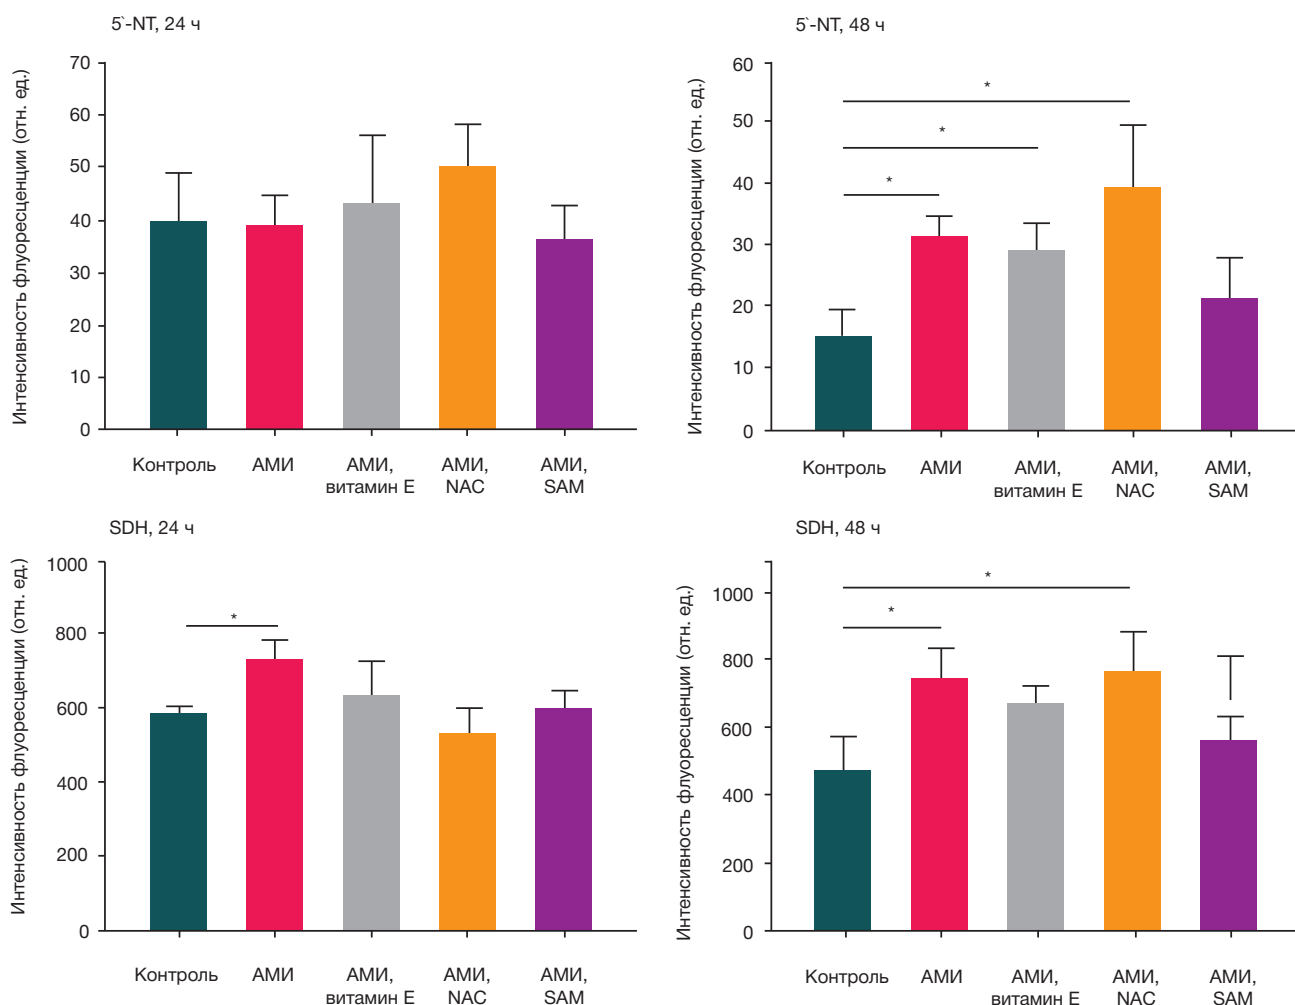 5`-NT, 24 ч
Интенсивность флуоресценции (отн. ед.)
70
60
50
40
30
20
10
0
Контроль
АМИ
АМИ,
витамин Е
АМИ,
NAC
АМИ,
SAM
5`-NT, 48 ч
Интенсивность флуоресценции (отн. ед.)
60
50
40
30
20
10
0
*
*
*
Контроль
АМИ
АМИ,
витамин Е
АМИ,
NAC
АМИ,
SAM
SDH, 24 ч
Интенсивность флуоресценции (отн. ед.)
1000
800
600
400
200
0
*
Контроль
АМИ
АМИ,
витамин Е
АМИ,
NAC
АМИ,
SAM
SDH, 48 ч
Интенсивность флуоресценции (отн. ед.)
1000
800
600
400
200
0
*
*
Контроль
АМИ
АМИ,
витамин Е
АМИ,
NAC
АМИ,
SAM